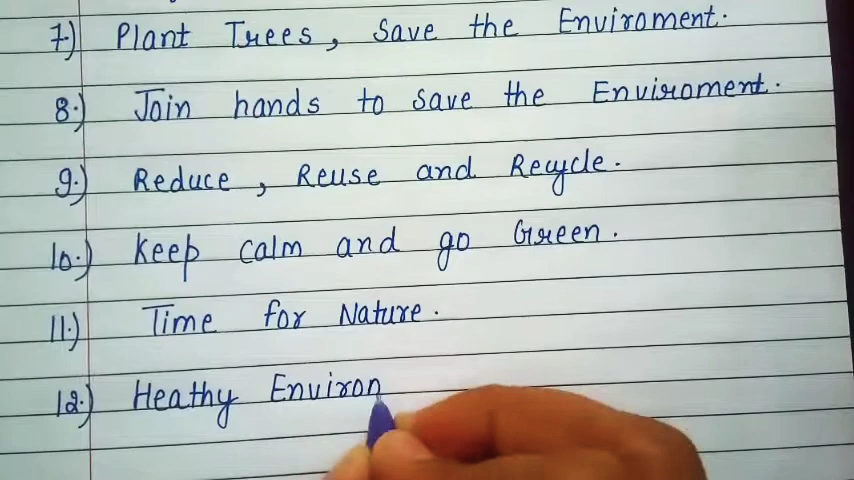 7.) Plant Trees, Save the Enviroment.
8.) Join hands to save the Enviroment.
9.) Reduce, Reuse and Recycle.
10.) Keep calm and go Green.
11.) Time for Nature.
12.) Heathy Environ